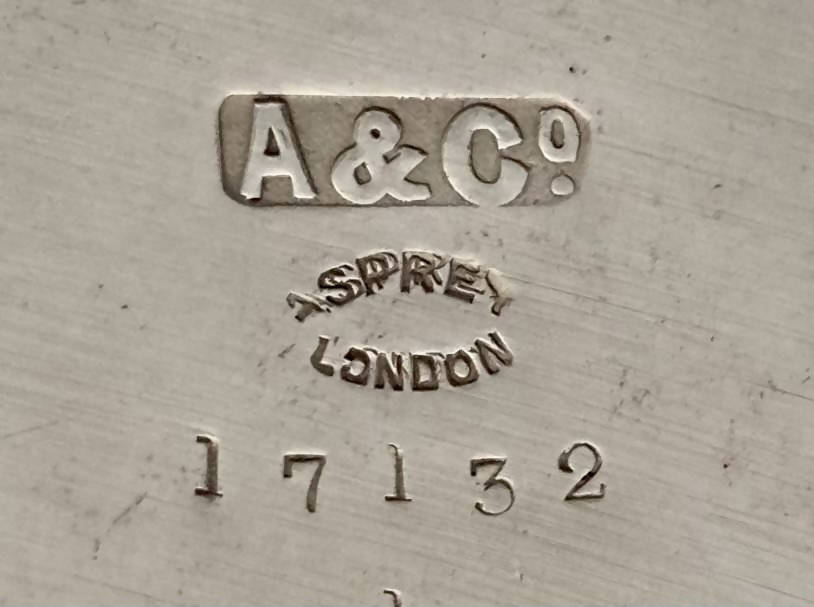 A & Cº.
ASPREY
LONDON
17132